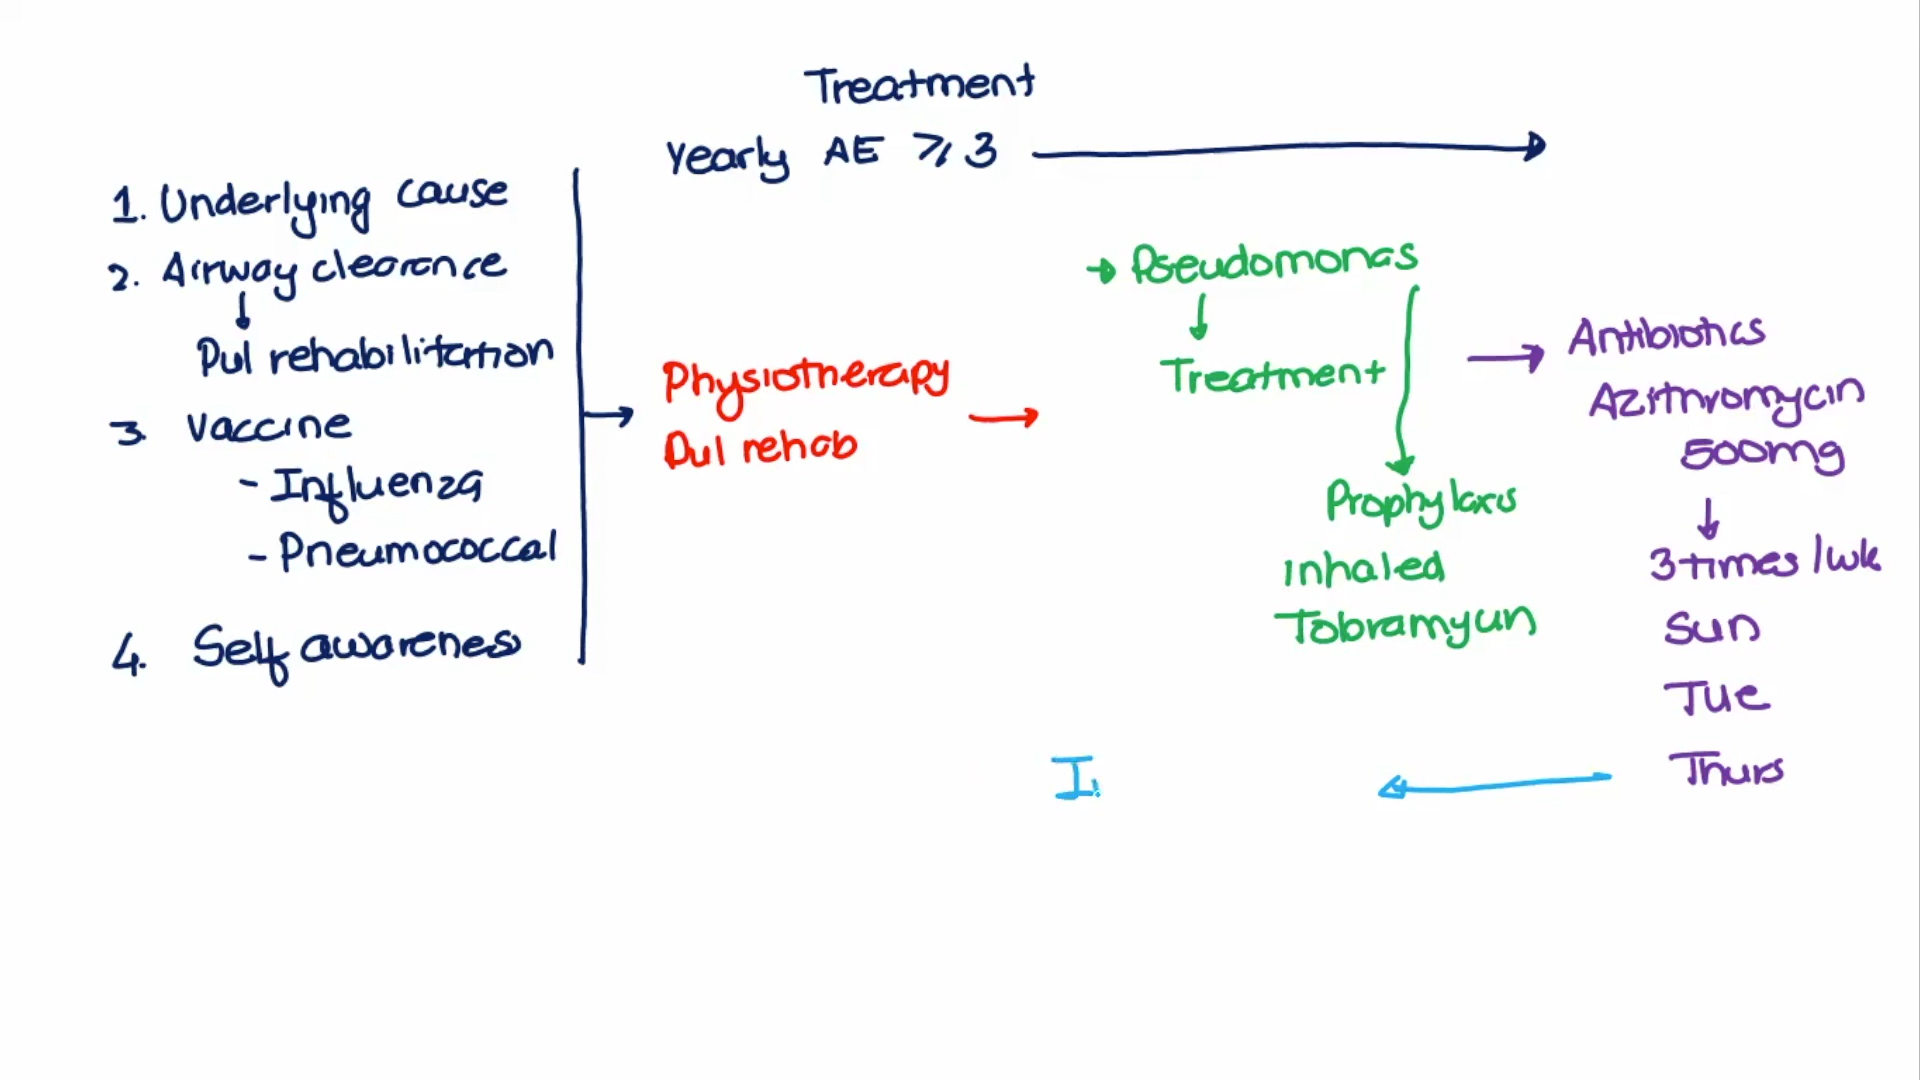 Treatment
Yearly AE ⩾ 3 →
1. Underlying cause
2. Airway clearance
↓
Pul rehabilitation
3. Vaccine
- Influenza
- Pneumococcal
4. Self awareness
→ Physiotherapy
Pul rehab →
→ Pseudomonas
↓
Treatment
Prophylaxis
inhaled
Tobramycin
→ Antibiotics
Azithromycin
500mg
↓
3 times /wk
Sun
Tue
Thurs
←
I